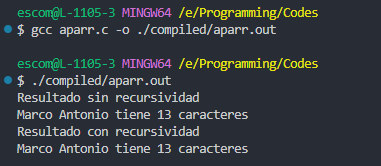 escom@L-1105-3 MINGW64 /e/Programming/Codes
$ gcc aparr.c -o ./compiled/aparr.out
escom@L-1105-3 MINGW64 /e/Programming/Codes
$ ./compiled/aparr.out
Resultado sin recursividad
Marco Antonio tiene 13 caracteres
Resultado con recursividad
Marco Antonio tiene 13 caracteres